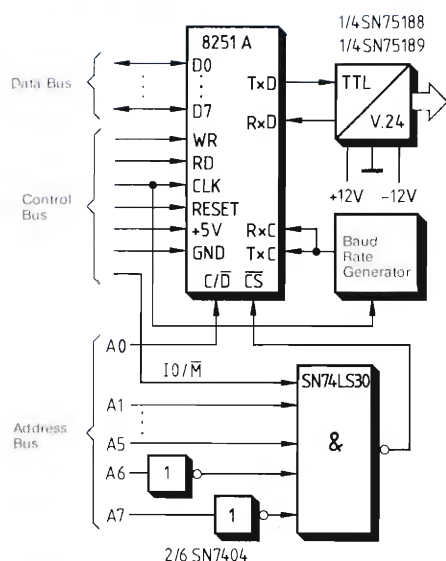 1/4 SN75188
1/4 SN75189
8251 A
D0
D7
WR
RD
CLK
RESET
+5V
GND
C/D̅ C̅S̅
TxD
RxD
RxC
TxC
TTL
V.24
+12V -12V
Baud
Rate
Generator
Data Bus
Control
Bus
Address
Bus
A0
IO/M̅
A1
A5
A6
A7
1
1
SN74LS30
&
2/6 SN7404